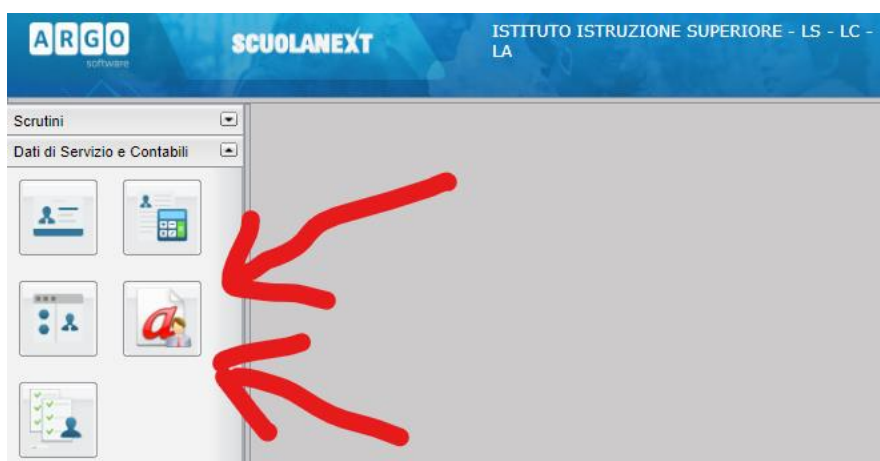 ARGO
software
SCUOLANEXT
ISTITUTO ISTRUZIONE SUPERIORE - LS - LC -
LA
Scrutini
Dati di Servizio e Contabili